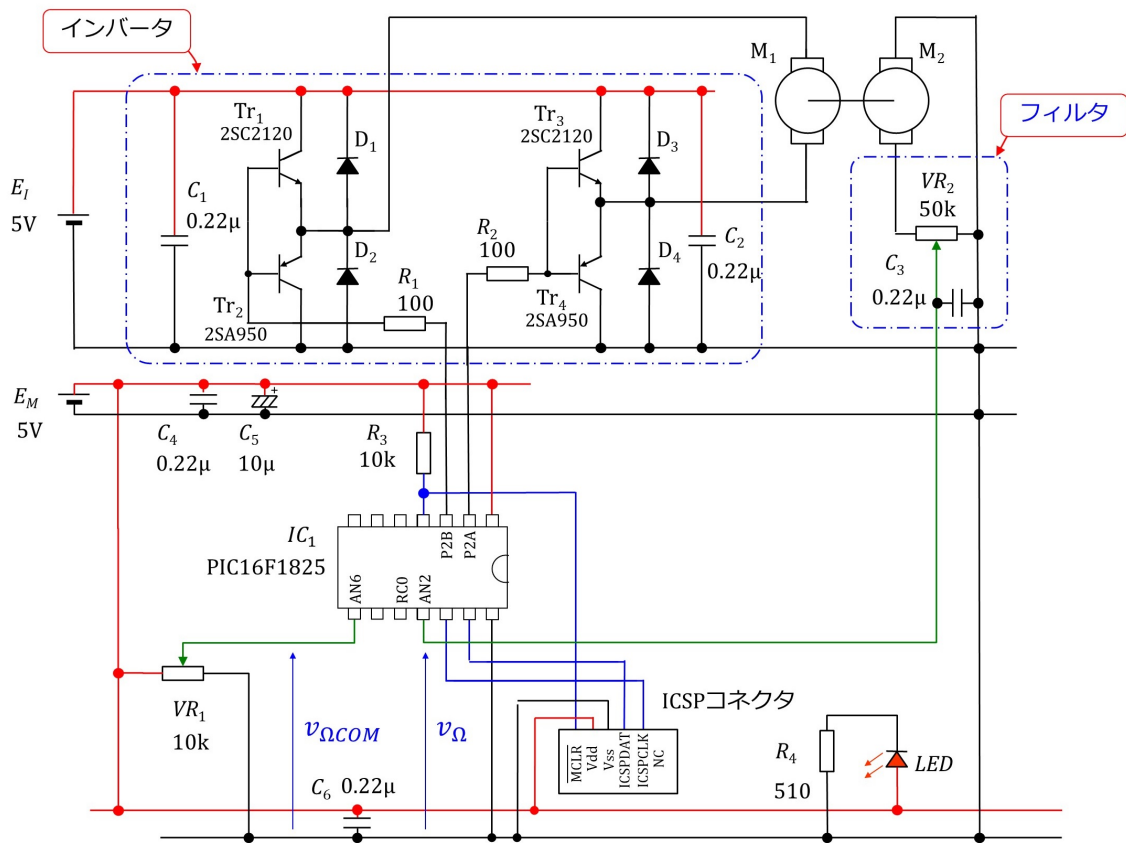 インバータ
M1
M2
フィルタ
Tr1
2SC2120
D1
Tr3
2SC2120
D3
EI
5V
C1
0.22μ
D2
R2
100
C2
0.22μ
D4
VR2
50k
C3
0.22μ
Tr2
2SA950
R1
100
Tr4
2SA950
EM
5V
C4
0.22μ
+
C5
10μ
R3
10k
IC1
PIC16F1825
P2B
P2A
AN6
RC0
AN2
VR1
10k
vΩCOM
vΩ
ICSPコネクタ
MCLR
Vdd
Vss
ICSPDAT
ICSPCLK
NC
R4
510
LED
C6 0.22μ